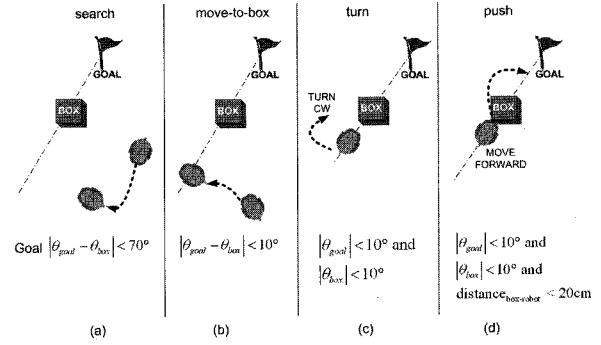 search
move-to-box
turn
push
GOAL
GOAL
GOAL
GOAL
BOX
BOX
BOX
BOX
TURN
CW
MOVE
FORWARD
Goal |θgoal − θbox| < 70°
|θgoal − θbox| < 10°
|θgoal| < 10° and
|θbox| < 10°
|θgoal| < 10° and
|θbox| < 10° and
distancebox-robot < 20cm
(a)
(b)
(c)
(d)